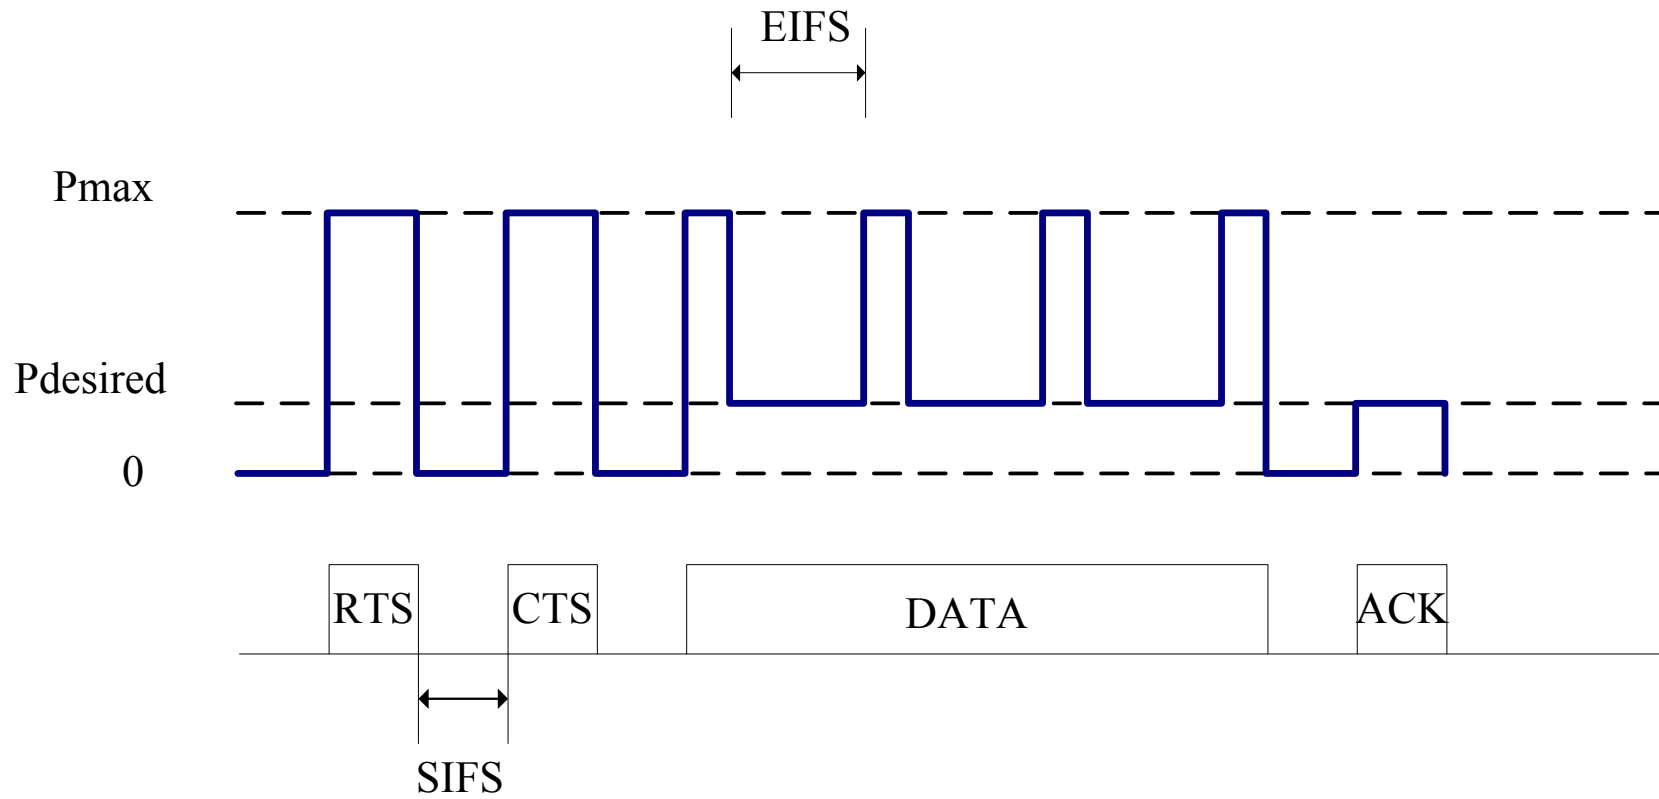 EIFS
Pmax
Pdesired
0
RTS
CTS
DATA
ACK
SIFS